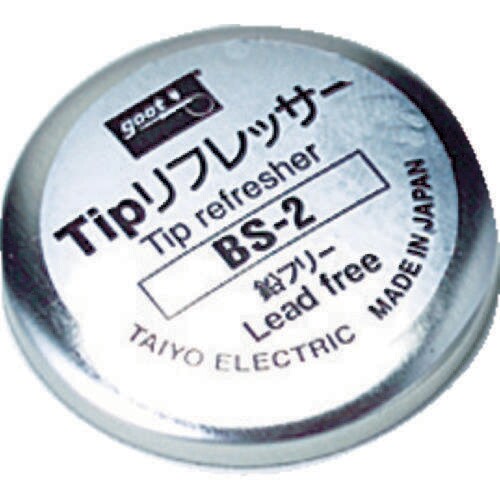 goot
Tipリフレッサー
Tip refresher
BS-2
鉛フリー
Lead free
TAIYO ELECTRIC MADE IN JAPAN